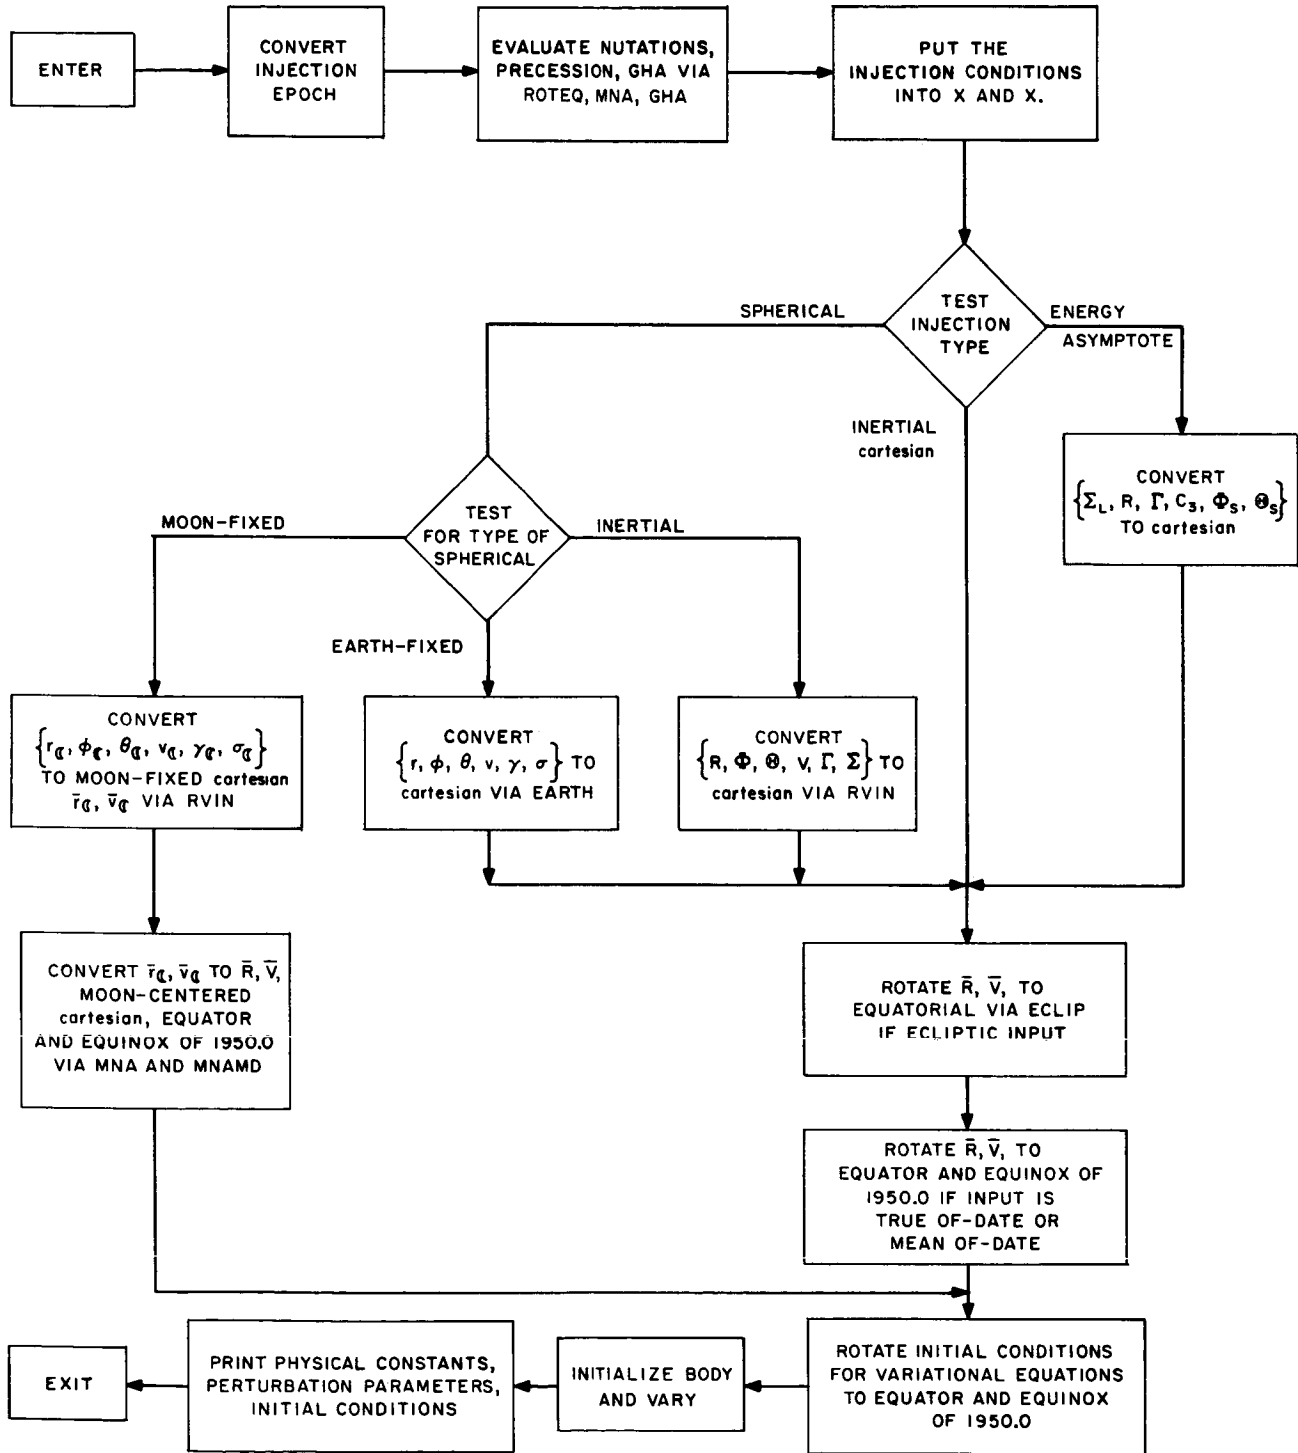 ENTER
CONVERT
INJECTION
EPOCH
EVALUATE NUTATIONS,
PRECESSION, GHA VIA
ROTEQ, MNA, GHA
PUT THE
INJECTION CONDITIONS
INTO X AND X.
TEST
INJECTION
TYPE
SPHERICAL
ENERGY
ASYMPTOTE
INERTIAL
cartesian
CONVERT
{Σ_L, R, Γ, C_3, Φ_S, Θ_S}
TO cartesian
TEST
FOR TYPE OF
SPHERICAL
MOON-FIXED
INERTIAL
EARTH-FIXED
CONVERT
{r_☾, ϕ_☾, θ_☾, v_☾, γ_☾, σ_☾}
TO MOON-FIXED cartesian
r̄_☾, v̄_☾ VIA RVIN
CONVERT
{r, ϕ, θ, v, γ, σ} TO
cartesian VIA EARTH
CONVERT
{R, Φ, Θ, V, Γ, Σ} TO
cartesian VIA RVIN
CONVERT r̄_☾, v̄_☾ TO R̄, V̄,
MOON-CENTERED
cartesian, EQUATOR
AND EQUINOX OF 1950.0
VIA MNA AND MNAMD
ROTATE R̄, V̄, TO
EQUATORIAL VIA ECLIP
IF ECLIPTIC INPUT
ROTATE R̄, V̄, TO
EQUATOR AND EQUINOX OF
1950.0 IF INPUT IS
TRUE OF-DATE OR
MEAN OF-DATE
ROTATE INITIAL CONDITIONS
FOR VARIATIONAL EQUATIONS
TO EQUATOR AND EQUINOX
OF 1950.0
INITIALIZE BODY
AND VARY
PRINT PHYSICAL CONSTANTS,
PERTURBATION PARAMETERS,
INITIAL CONDITIONS
EXIT